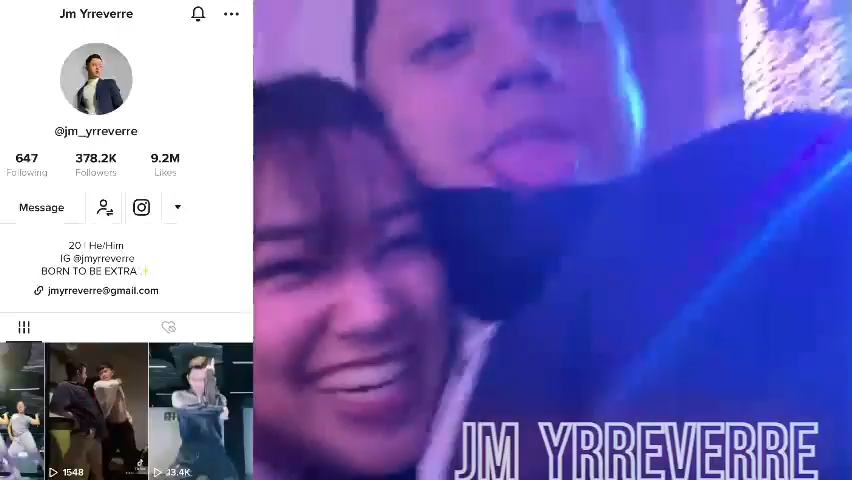 Jm Yrreverre
@jm_yrreverre
647 378.2K 9.2M
Following Followers Likes
Message
20 | He/Him
IG @jmyrreverre
BORN TO BE EXTRA ✨
jmyrreverre@gmail.com
1548 13.4K
JM YRREVERRE